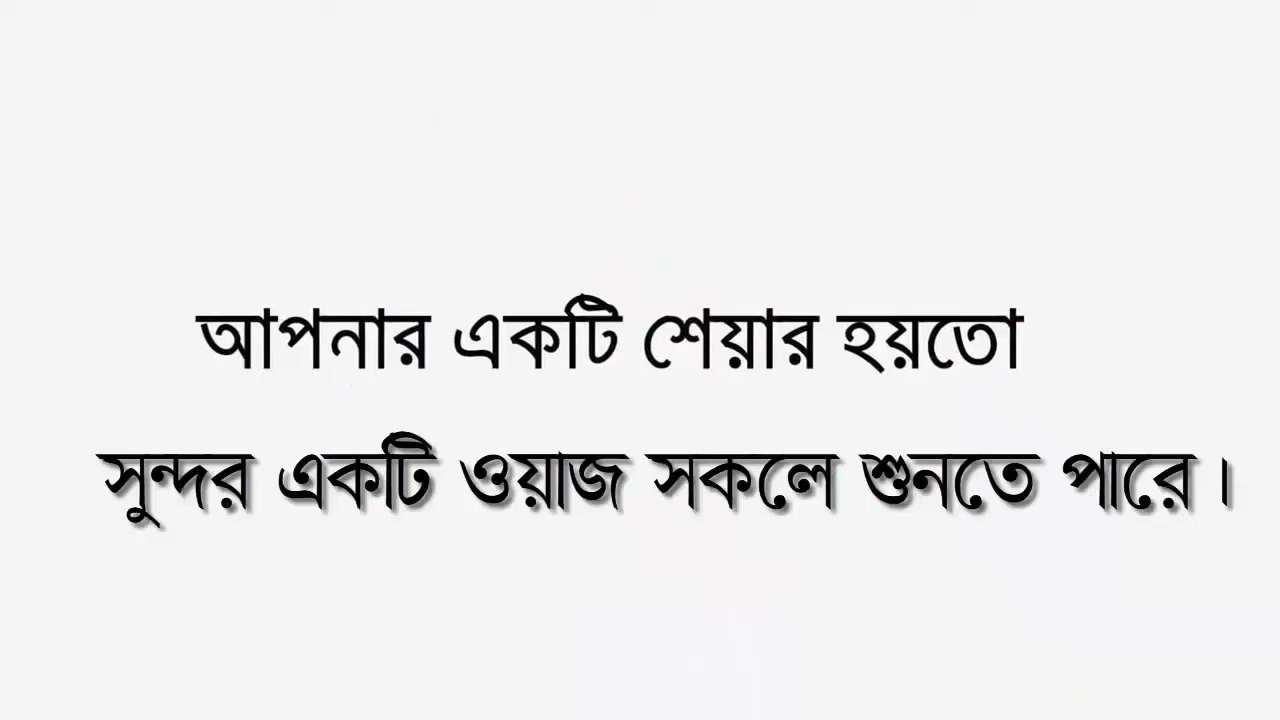 আপনার একটি শেয়ার হয়তো
সুন্দর একটি ওয়াজ সকলে শুনতে পারে।